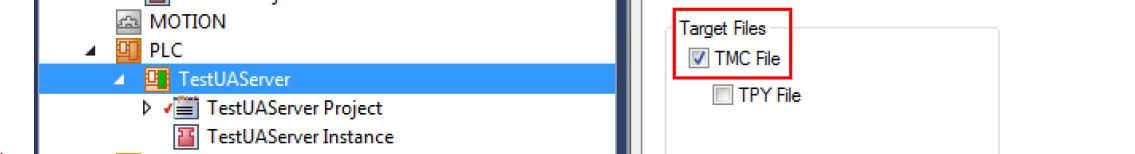 MOTION
PLC
TestUAServer
TestUAServer Project
TestUAServer Instance
Target Files
TMC File
TPY File